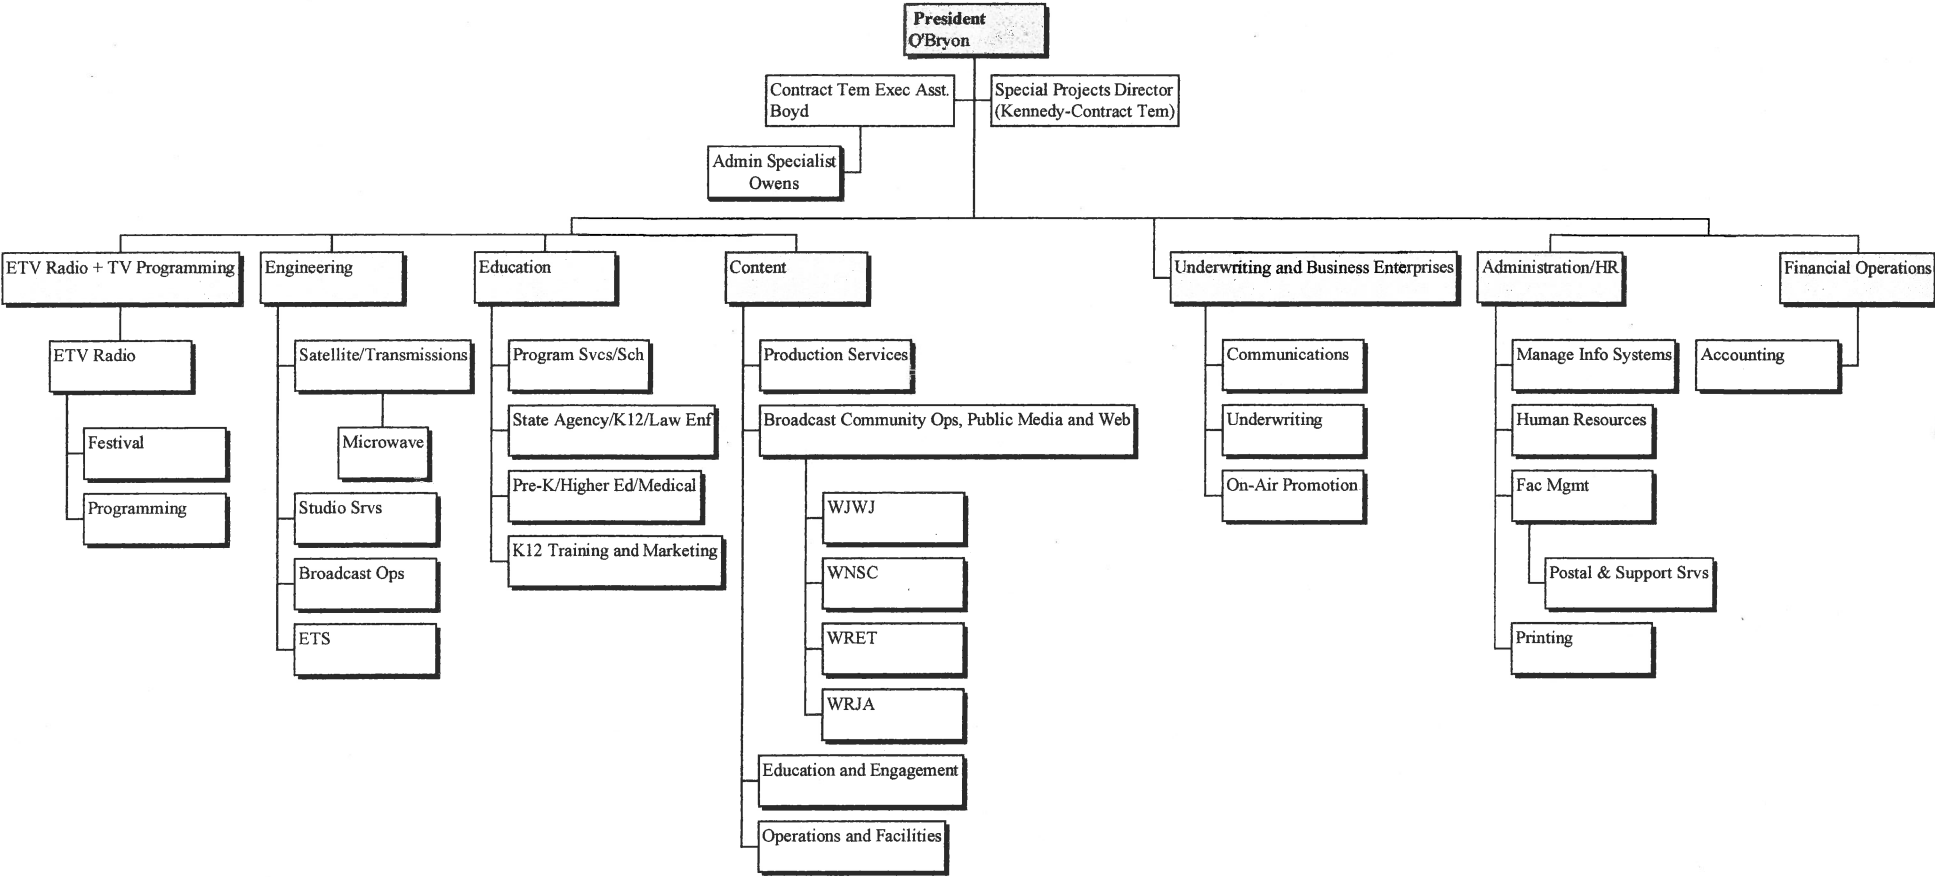 President
O'Bryon
Contract Tem Exec Asst.
Boyd
Special Projects Director
(Kennedy-Contract Tem)
Admin Specialist
Owens
ETV Radio + TV Programming
Engineering
Education
Content
Underwriting and Business Enterprises
Administration/HR
Financial Operations
ETV Radio
Festival
Programming
Satellite/Transmissions
Microwave
Studio Srvs
Broadcast Ops
ETS
Program Svcs/Sch
State Agency/K12/Law Enf
Pre-K/Higher Ed/Medical
K12 Training and Marketing
Production Services
Broadcast Community Ops, Public Media and Web
WJWJ
WNSC
WRET
WRJA
Education and Engagement
Operations and Facilities
Communications
Underwriting
On-Air Promotion
Manage Info Systems
Human Resources
Fac Mgmt
Postal & Support Srvs
Printing
Accounting